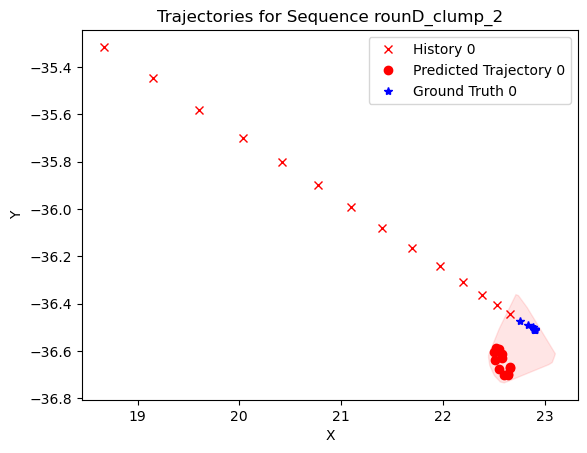 Trajectories for Sequence rounD_clump_2
History 0
Predicted Trajectory 0
Ground Truth 0
−35.4
−35.6
−35.8
−36.0
−36.2
−36.4
−36.6
−36.8
Y
19
20
21
22
23
X